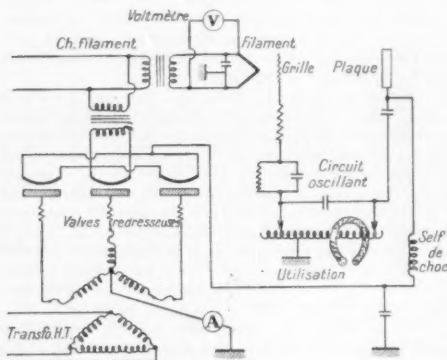 Voltmètre
V
Ch. filament
Filament
Grille
Plaque
Circuit
oscillant
Valves redresseuses
Self
de
choc
Utilisation
Transfo. H.T.
A